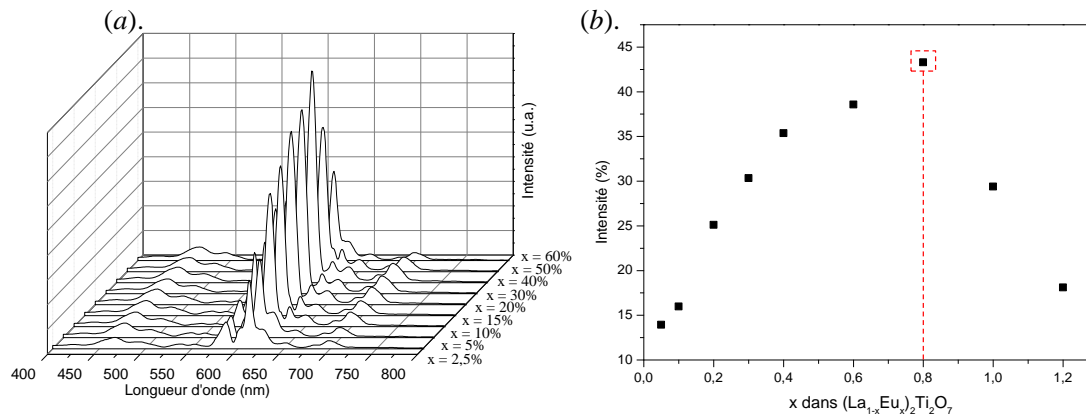 (a).
Intensité (u.a.)
x = 60%
x = 50%
x = 40%
x = 30%
x = 20%
x = 15%
x = 10%
x = 5%
x = 2,5%
400 450 500 550 600 650 700 750 800
Longueur d'onde (nm)
(b).
Intensité (%)
45
40
35
30
25
20
15
10
0,0 0,2 0,4 0,6 0,8 1,0 1,2
x dans (La1-xEux)2Ti2O7